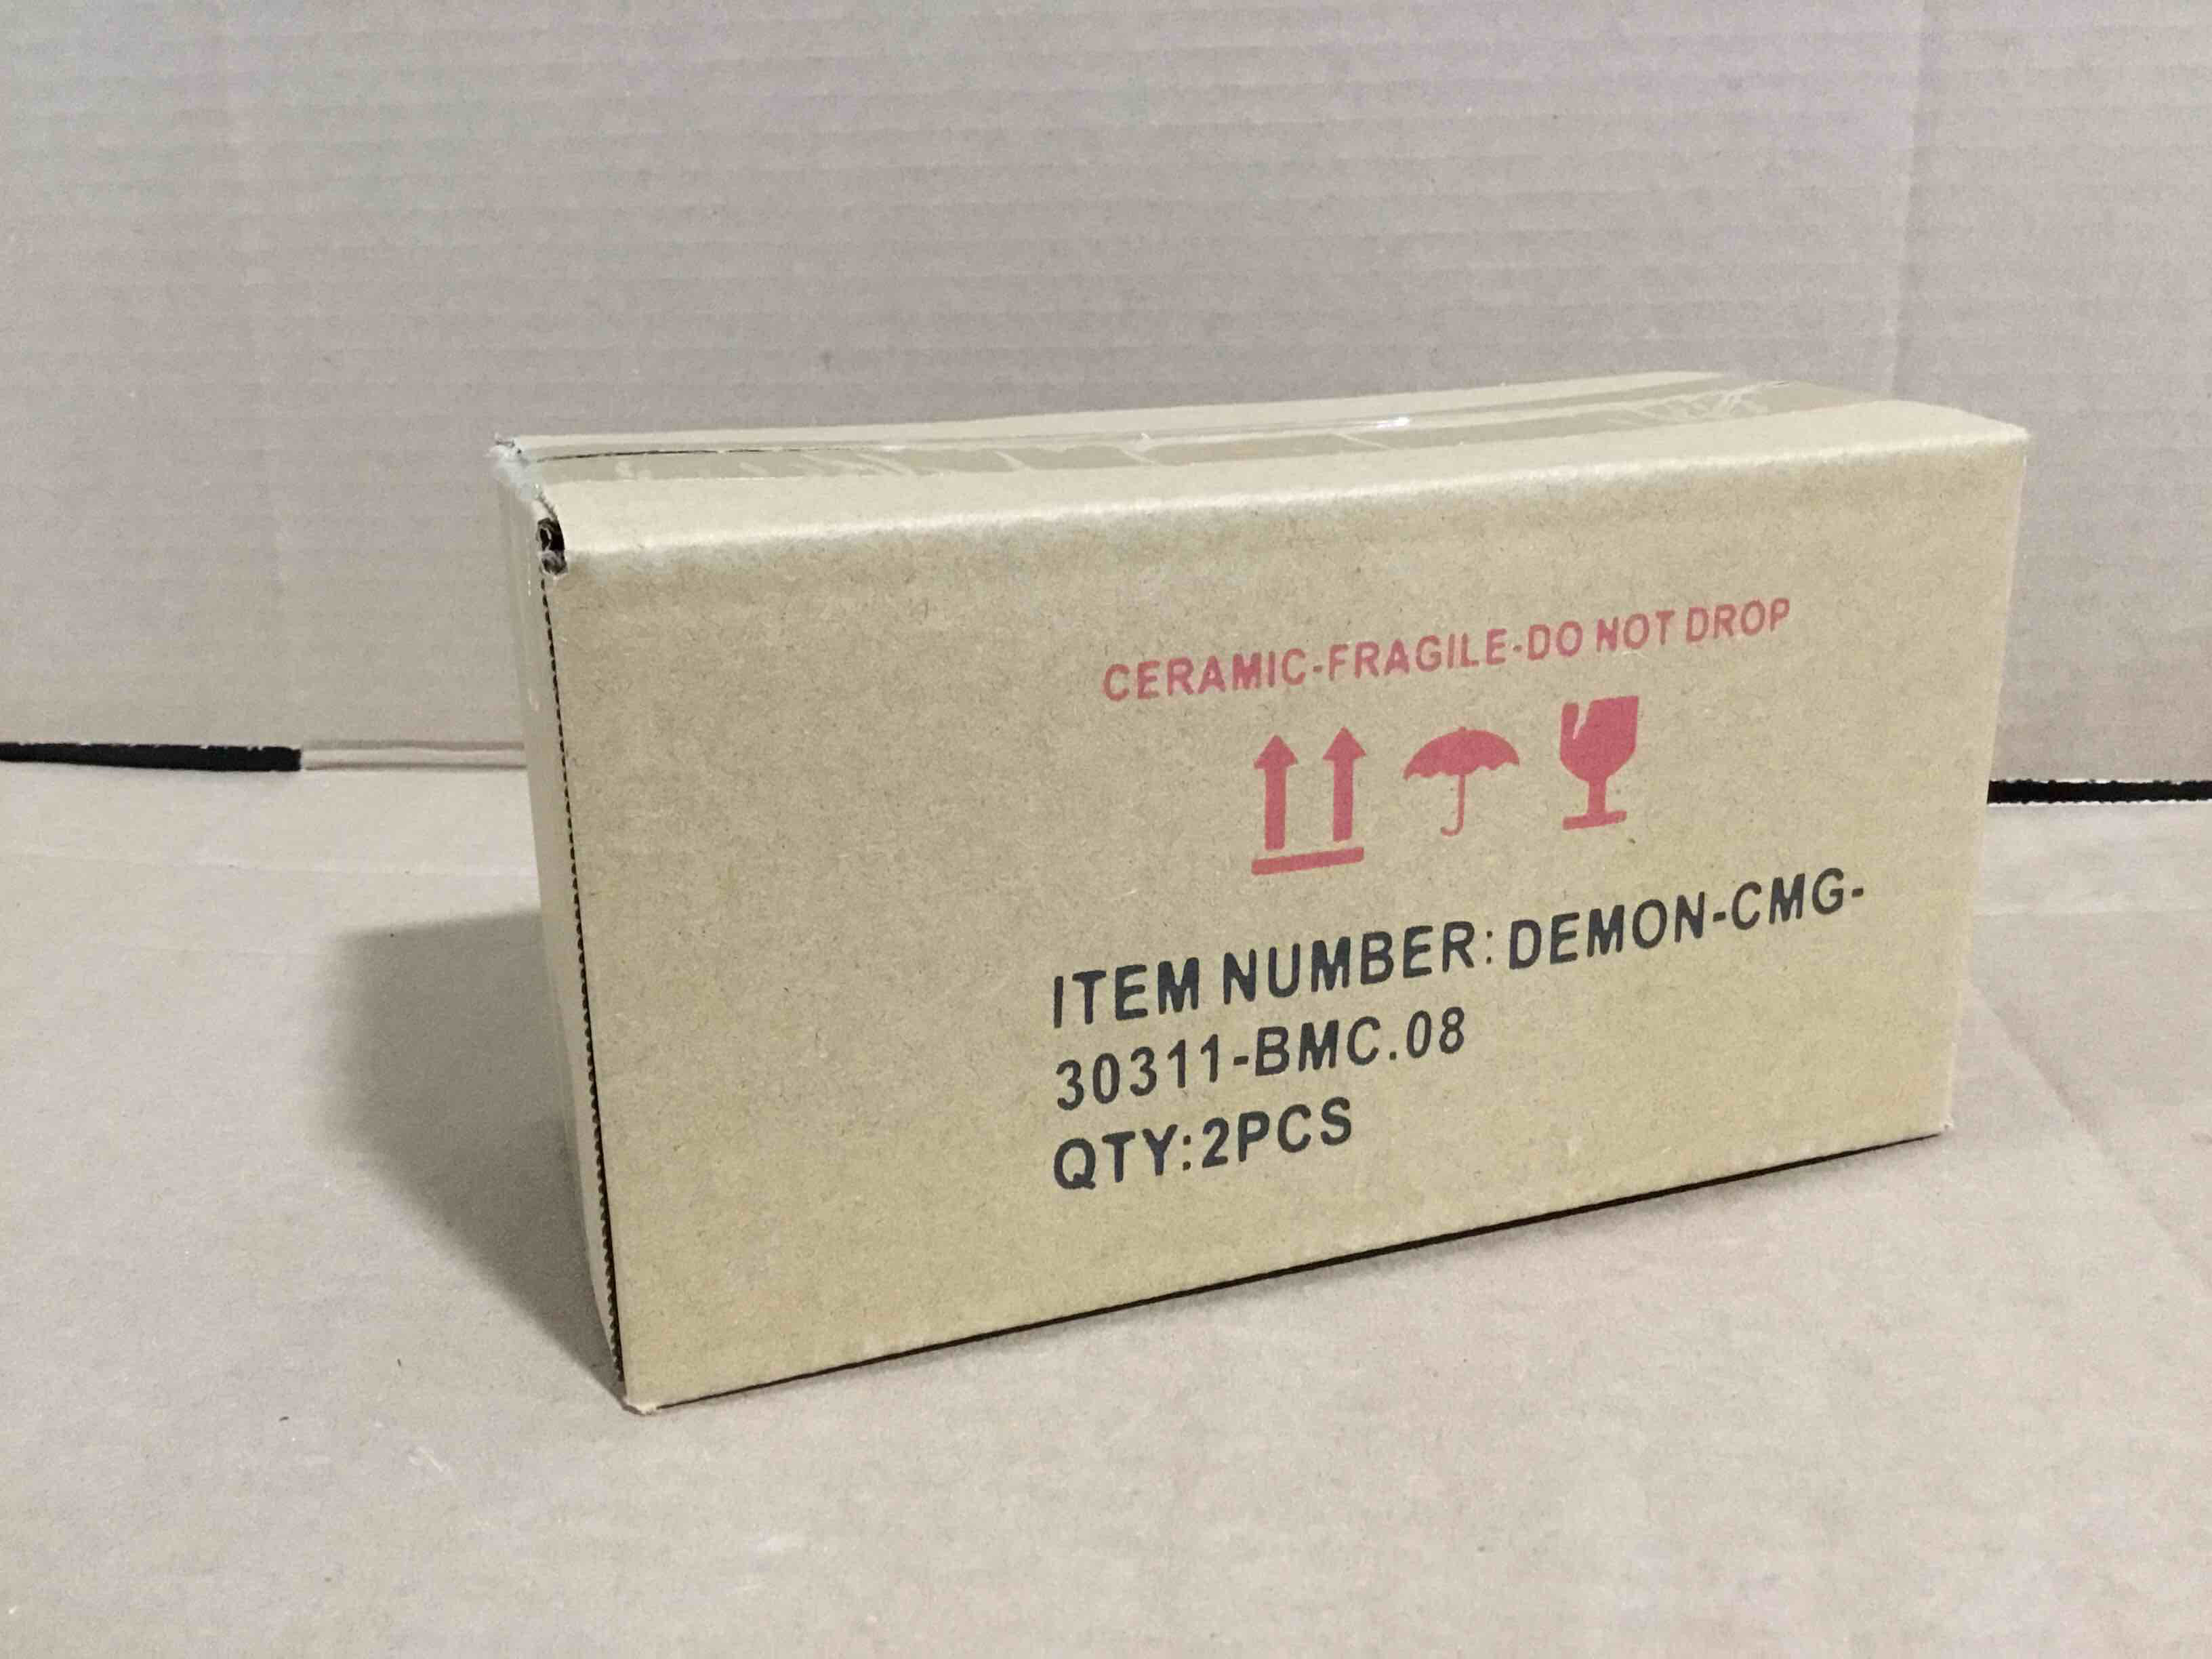 CERAMIC-FRAGILE-DO NOT DROP
ITEM NUMBER: DEMON-CMG-
30311-BMC.08
QTY:2PCS